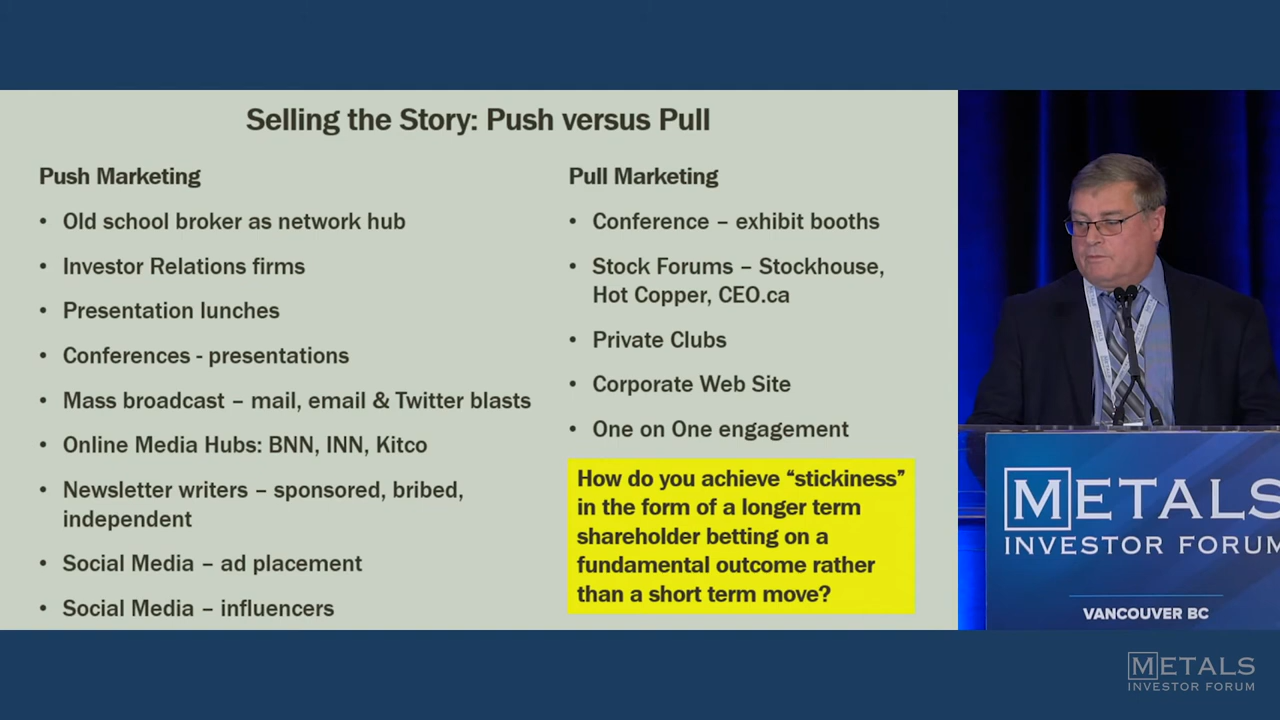 Selling the Story: Push versus Pull
Push Marketing
• Old school broker as network hub
• Investor Relations firms
• Presentation lunches
• Conferences - presentations
• Mass broadcast – mail, email & Twitter blasts
• Online Media Hubs: BNN, INN, Kitco
• Newsletter writers – sponsored, bribed,
independent
• Social Media – ad placement
• Social Media – influencers
Pull Marketing
• Conference – exhibit booths
• Stock Forums – Stockhouse,
Hot Copper, CEO.ca
• Private Clubs
• Corporate Web Site
• One on One engagement
How do you achieve “stickiness”
in the form of a longer term
shareholder betting on a
fundamental outcome rather
than a short term move?
METALS
INVESTOR FORUM
VANCOUVER BC
METALS
INVESTOR FORUM